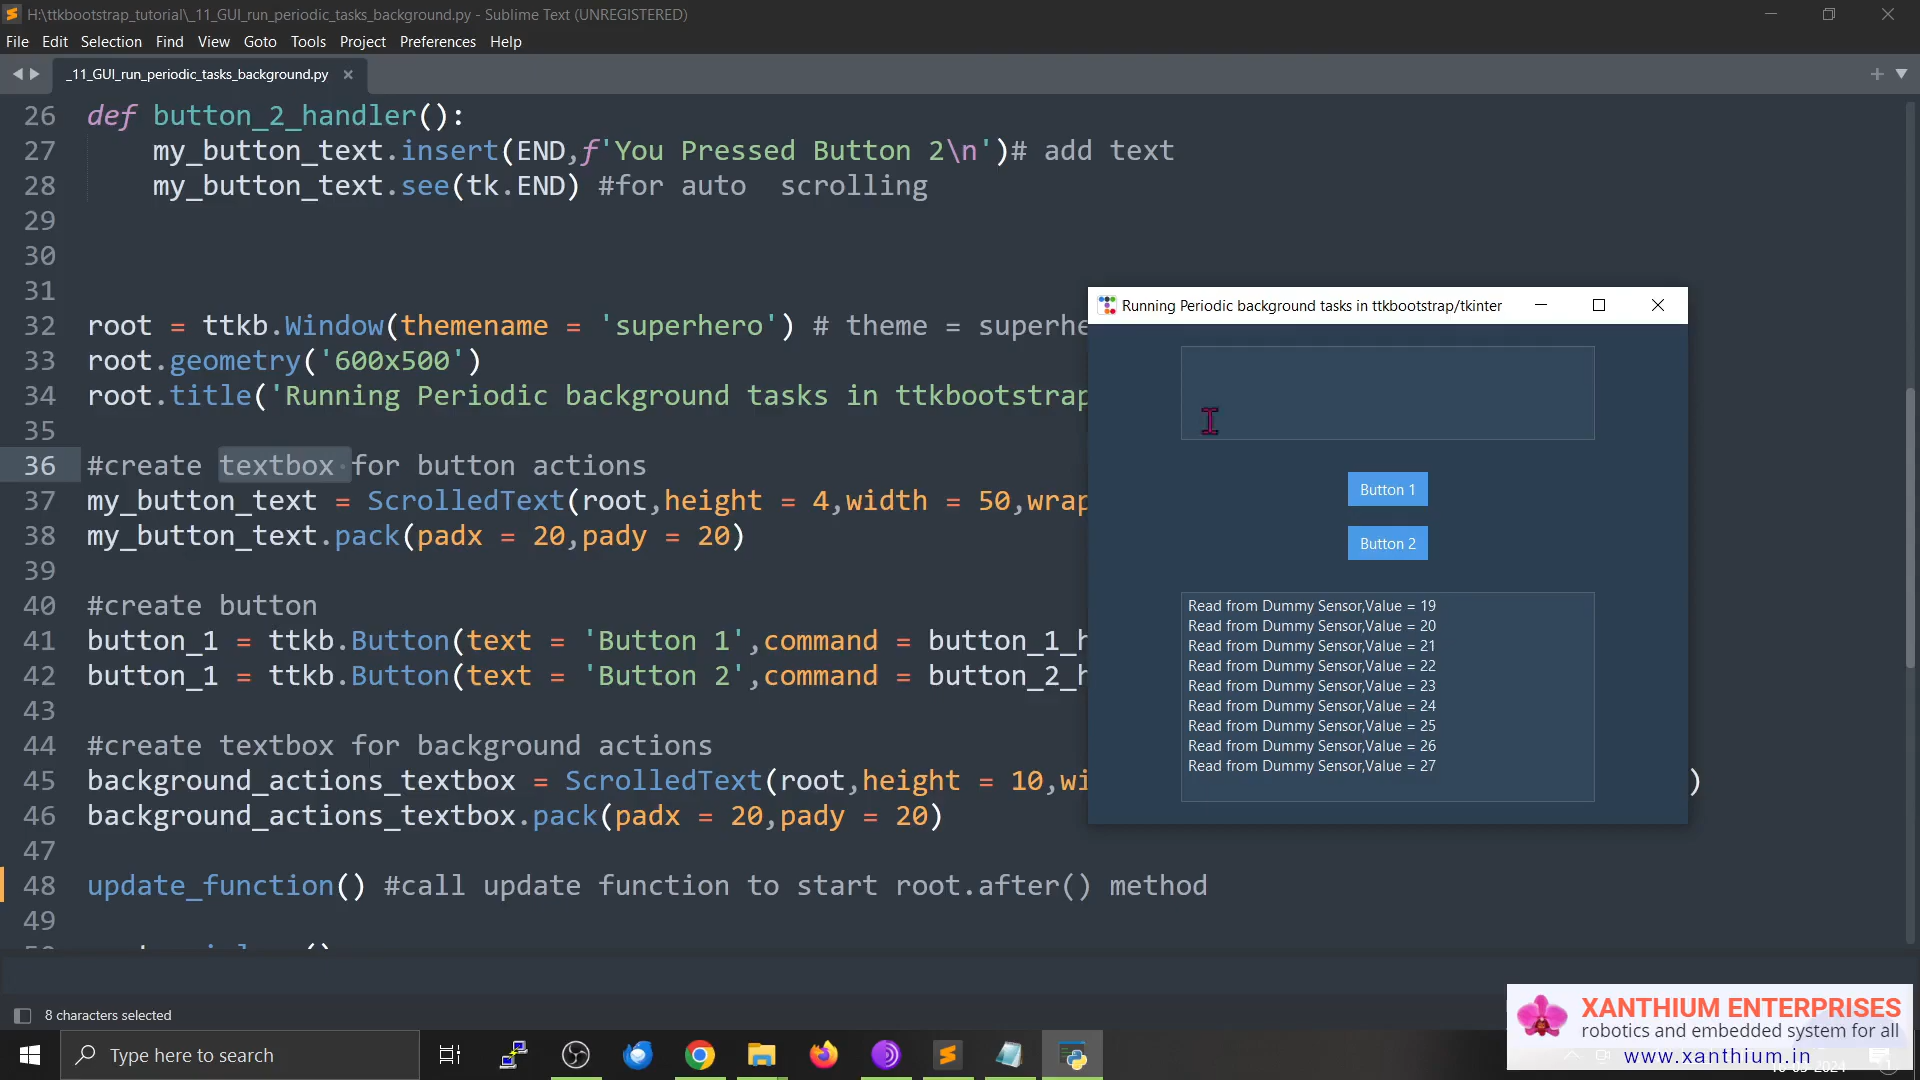 H:\ttkbootstrap_tutorial\_11_GUI_run_periodic_tasks_background.py - Sublime Text (UNREGISTERED)
File Edit Selection Find View Goto Tools Project Preferences Help
_11_GUI_run_periodic_tasks_background.py
26 def button_2_handler():
27 my_button_text.insert(END,f'You Pressed Button 2\n')# add text
28 my_button_text.see(tk.END) #for auto  scrolling
29
30
31
32 root = ttkb.Window(themename = 'superhero') # theme = superhe
33 root.geometry('600x500')
34 root.title('Running Periodic background tasks in ttkbootstrap
35
36 #create textbox for button actions
37 my_button_text = ScrolledText(root,height = 4,width = 50,wrap
38 my_button_text.pack(padx = 20,pady = 20)
39
40 #create button
41 button_1 = ttkb.Button(text = 'Button 1',command = button_1_h
42 button_1 = ttkb.Button(text = 'Button 2',command = button_2_h
43
44 #create textbox for background actions
45 background_actions_textbox = ScrolledText(root,height = 10,wi )
46 background_actions_textbox.pack(padx = 20,pady = 20)
47
48 update_function() #call update function to start root.after() method
49
Running Periodic background tasks in ttkbootstrap/tkinter
Button 1
Button 2
Read from Dummy Sensor,Value = 19
Read from Dummy Sensor,Value = 20
Read from Dummy Sensor,Value = 21
Read from Dummy Sensor,Value = 22
Read from Dummy Sensor,Value = 23
Read from Dummy Sensor,Value = 24
Read from Dummy Sensor,Value = 25
Read from Dummy Sensor,Value = 26
Read from Dummy Sensor,Value = 27
8 characters selected
XANTHIUM ENTERPRISES
robotics and embedded system for all
www.xanthium.in
Type here to search